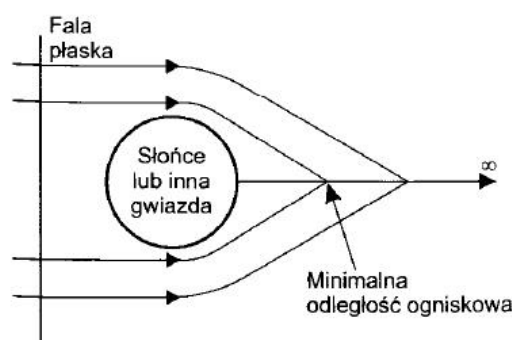 Fala
płaska
Słońce
lub inna
gwiazda
∞
Minimalna
odległość ogniskowa